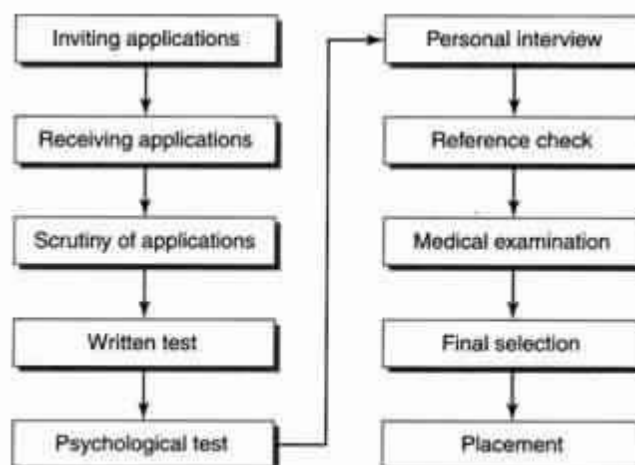 Inviting applications
Receiving applications
Scrutiny of applications
Written test
Psychological test
Personal interview
Reference check
Medical examination
Final selection
Placement